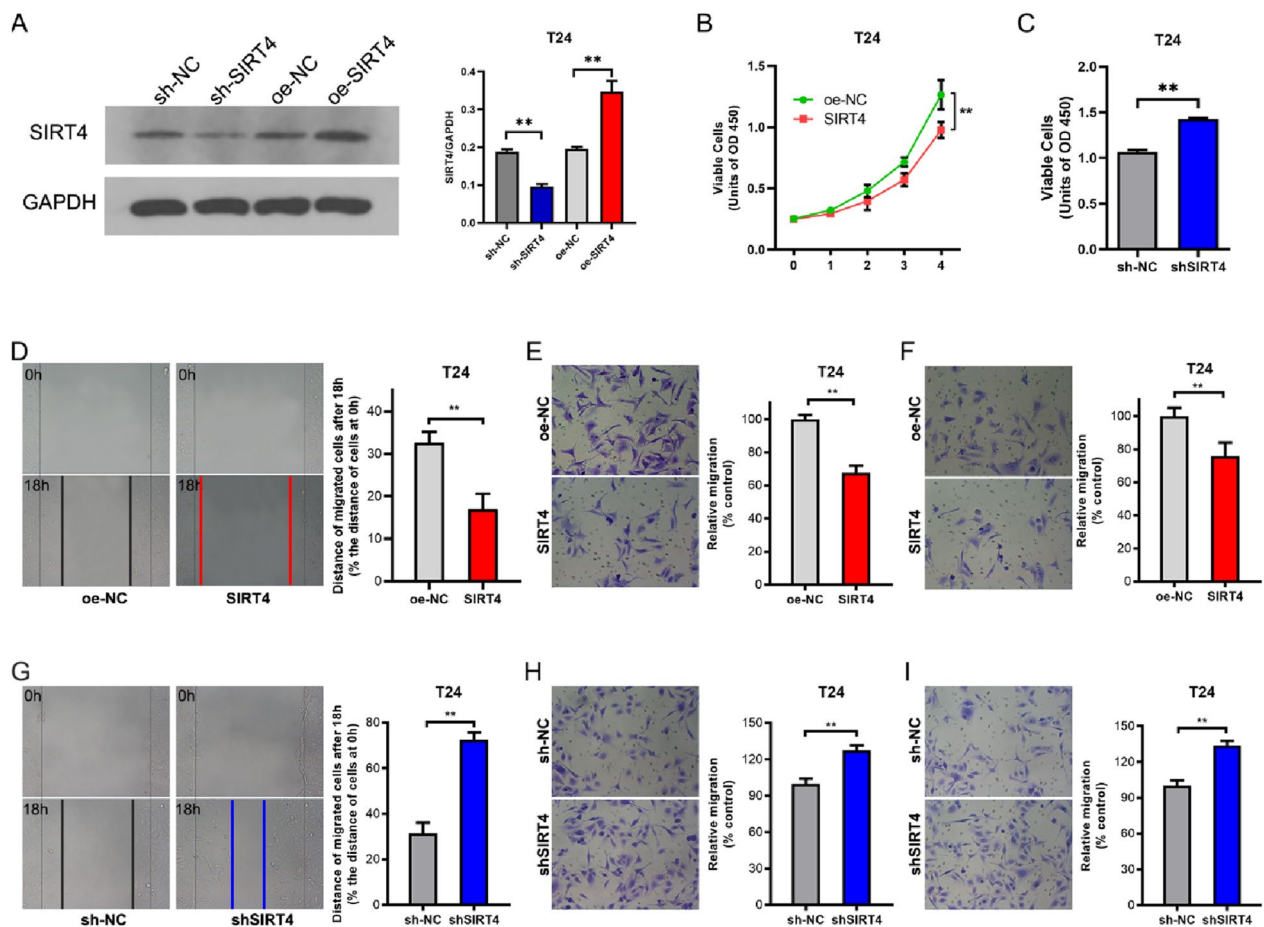 A
sh-NC
sh-SIRT4
oe-NC
oe-SIRT4
SIRT4
GAPDH
T24
SIRT4/GAPDH
0.4
0.3
0.2
0.1
0.0
**
**
sh-NC
sh-SIRT4
oe-NC
oe-SIRT4
B
T24
Viable Cells
(Units of OD 450)
1.5
1.0
0.5
0.0
oe-NC
SIRT4
**
0 1 2 3 4
C
T24
Viable Cells
(Units of OD 450)
2.0
1.5
1.0
0.5
0.0
**
sh-NC shSIRT4
D
0h
0h
18h
18h
oe-NC
SIRT4
T24
Distance of migrated cells after 18h
(% the distance of cells at 0h)
40
30
20
10
0
**
oe-NC SIRT4
E
oe-NC
SIRT4
T24
Relative migration
(% control)
100
80
60
40
20
0
**
oe-NC SIRT4
F
oe-NC
SIRT4
T24
Relative migration
(% control)
100
80
60
40
20
0
**
oe-NC SIRT4
G
0h
0h
18h
18h
sh-NC
shSIRT4
T24
Distance of migrated cells after 18h
(% the distance of cells at 0h)
80
60
40
20
0
**
sh-NC shSIRT4
H
sh-NC
shSIRT4
T24
Relative migration
(% control)
150
120
90
60
30
0
**
sh-NC shSIRT4
I
sh-NC
shSIRT4
T24
Relative migration
(% control)
150
120
90
60
30
0
**
sh-NC shSIRT4